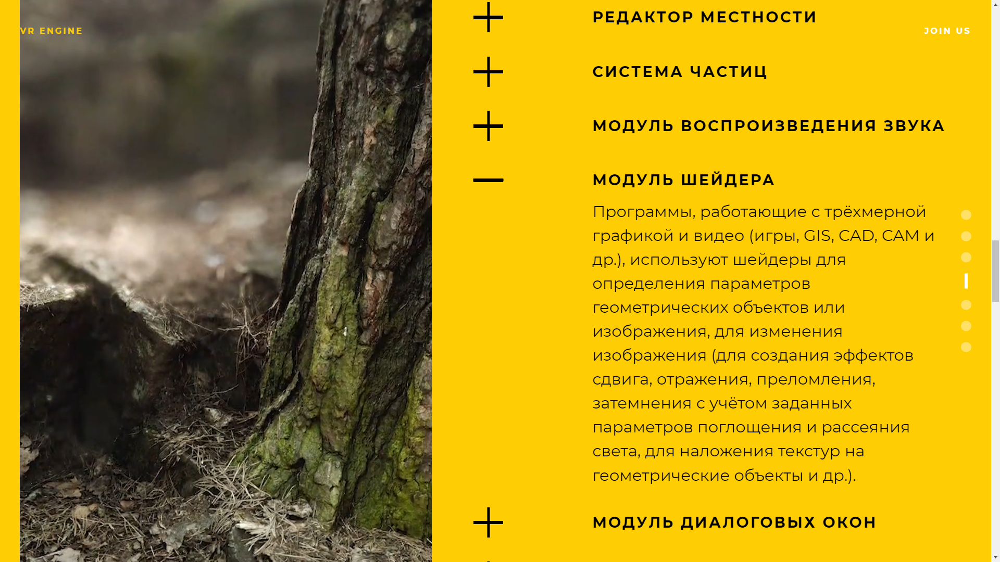 VR ENGINE
JOIN US
РЕДАКТОР МЕСТНОСТИ
СИСТЕМА ЧАСТИЦ
МОДУЛЬ ВОСПРОИЗВЕДЕНИЯ ЗВУКА
МОДУЛЬ ШЕЙДЕРА
Программы, работающие с трёхмерной
графикой и видео (игры, GIS, CAD, CAM и
др.), используют шейдеры для
определения параметров
геометрических объектов или
изображения, для изменения
изображения (для создания эффектов
сдвига, отражения, преломления,
затемнения с учётом заданных
параметров поглощения и рассеяния
света, для наложения текстур на
геометрические объекты и др.).
МОДУЛЬ ДИАЛОГОВЫХ ОКОН